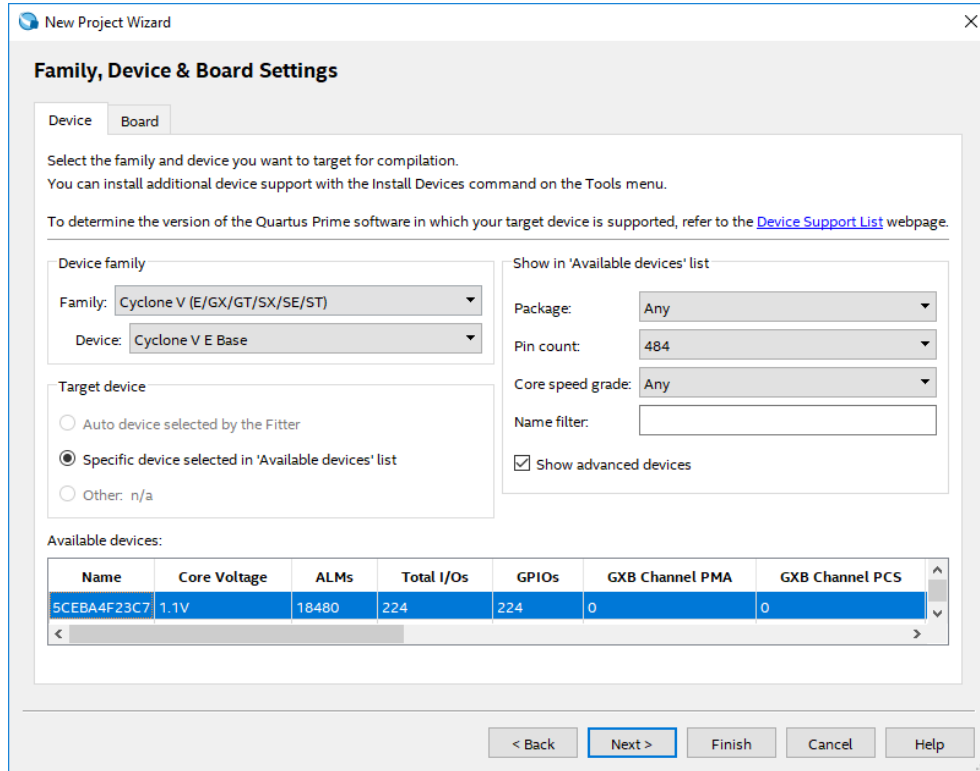 New Project Wizard
Family, Device & Board Settings
Device Board
Select the family and device you want to target for compilation.
You can install additional device support with the Install Devices command on the Tools menu.
To determine the version of the Quartus Prime software in which your target device is supported, refer to the Device Support List webpage.
Device family
Family: Cyclone V (E/GX/GT/SX/SE/ST)
Device: Cyclone V E Base
Target device
Auto device selected by the Fitter
Specific device selected in 'Available devices' list
Other: n/a
Show in 'Available devices' list
Package: Any
Pin count: 484
Core speed grade: Any
Name filter:
Show advanced devices
Available devices:
Name Core Voltage ALMs Total I/Os GPIOs GXB Channel PMA GXB Channel PCS
5CEBA4F23C7 1.1V 18480 224 224 0 0
< Back Next > Finish Cancel Help